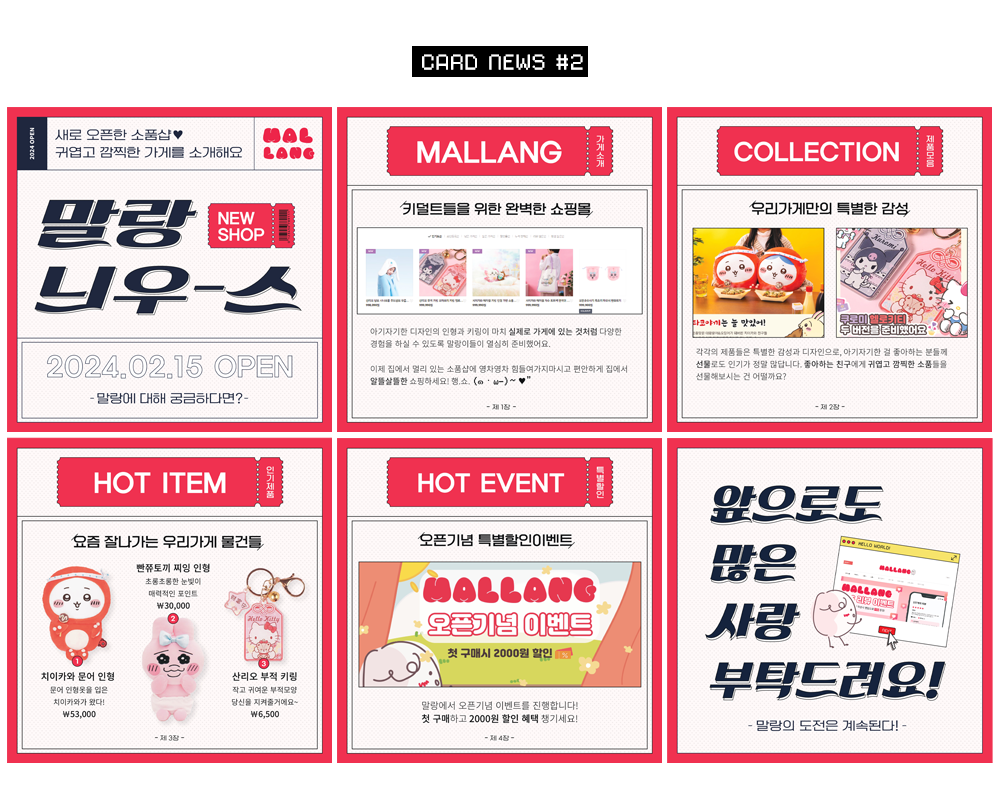 CARD NEWS #2
2024 OPEN
새로 오픈한 소품샵♥
귀엽고 깜찍한 가게를 소개해요
MAL
LANG
말랑
늬우-스
NEW
SHOP
2024.02.15 OPEN
-말랑에 대해 궁금하다면?-
MALLANG
가게소개
키덜트들을 위한 완벽한 쇼핑몰
아기자기한 디자인의 인형과 키링이 마치 실제로 가게에 있는 것처럼 다양한
경험을 하실 수 있도록 말랑이들이 열심히 준비했어요.
이제 집에서 멀리 있는 소품샵에 영차영차 힘들여가지마시고 편안하게 집에서
알뜰살뜰한 쇼핑하세요! 행.쇼.
- 제 1장 -
COLLECTION
제품모음
우리가게만의 특별한 감성
타코야끼는 늘 맛있어!
Kuromi
Hello Kitty
쿠로미 헬로키티
두 버전을 준비했어요
각각의 제품들은 특별한 감성과 디자인으로, 아기자기한 걸 좋아하는 분들께
선물로도 인기가 정말 많답니다. 좋아하는 친구에게 귀엽고 깜찍한 소품들을
선물해보시는 건 어떨까요?
- 제 2장 -
HOT ITEM
인기제품
요즘 잘나가는 우리가게 물건들
빤쮸토끼 찌잉 인형
초롱초롱한 눈빛이
매력적인 포인트
₩30,000
2
1
치이카와 문어 인형
문어 인형옷을 입은
치이카와가 왔다!
₩53,000
Hello Kitty
3
산리오 부적 키링
작고 귀여운 부적모양
당신을 지켜줄거에요~
₩6,500
- 제 3장 -
HOT EVENT
특별할인
오픈기념 특별할인이벤트
MALLANG
오픈기념 이벤트
첫 구매시 2000원 할인
말랑에서 오픈기념 이벤트를 진행합니다!
첫 구매하고 2000원 할인 혜택 챙기세요!
- 제 4장 -
앞으로도
많은
사랑
부탁드려요!
HELLO WORLD!
MALLANG
MALLANG
리뷰 이벤트
- 말랑의 도전은 계속된다! -